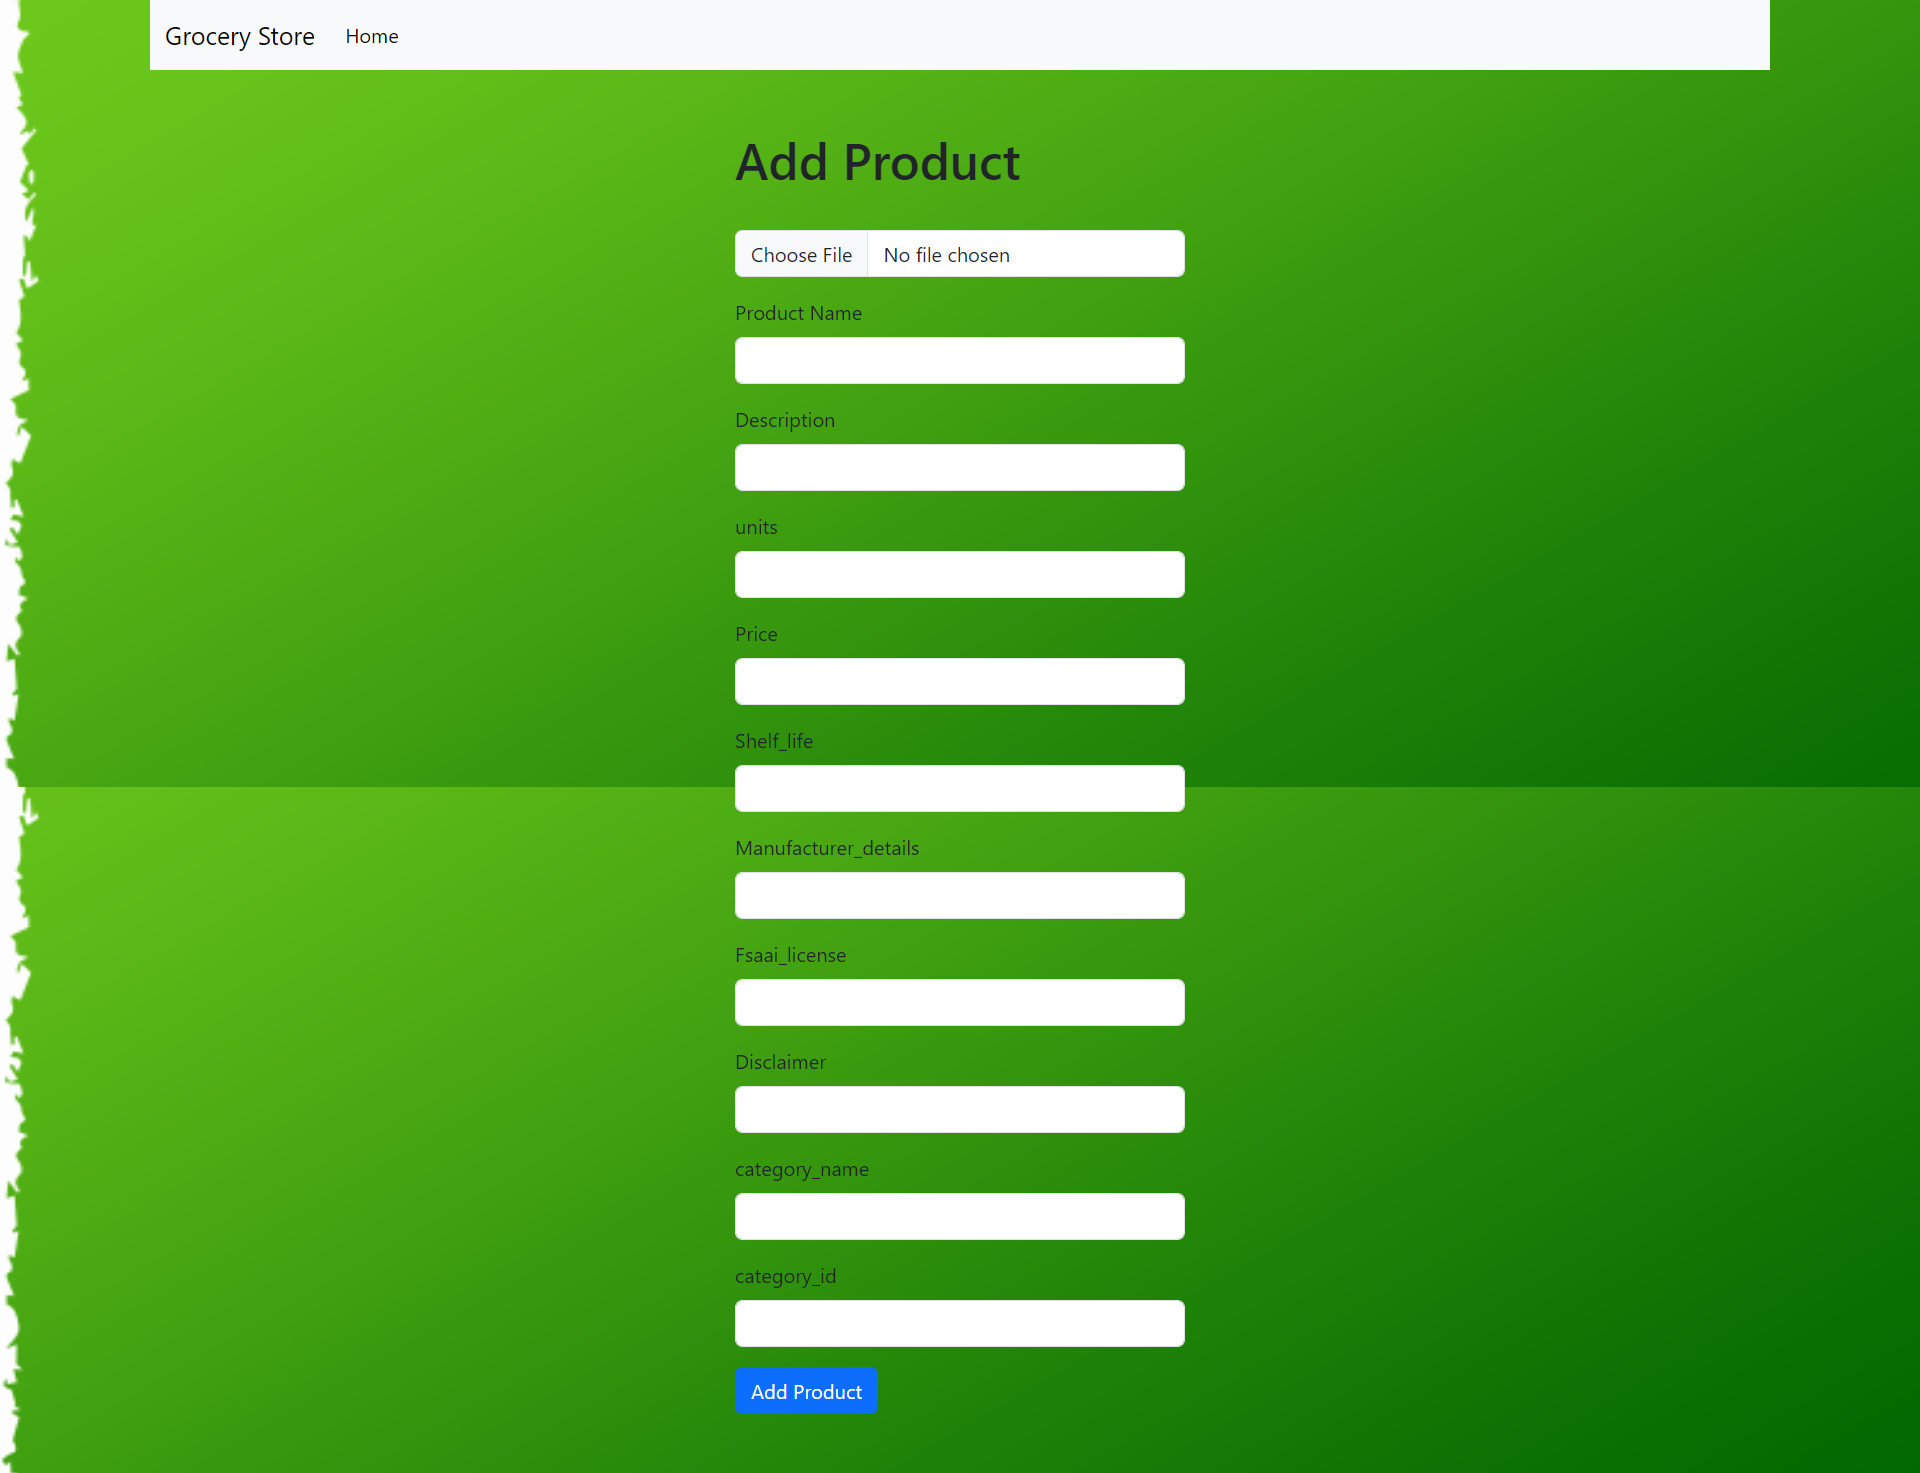 Grocery Store Home
Add Product
Choose File No file chosen
Product Name
Description
units
Price
Shelf_life
Manufacturer_details
Fsaai_license
Disclaimer
category_name
category_id
Add Product